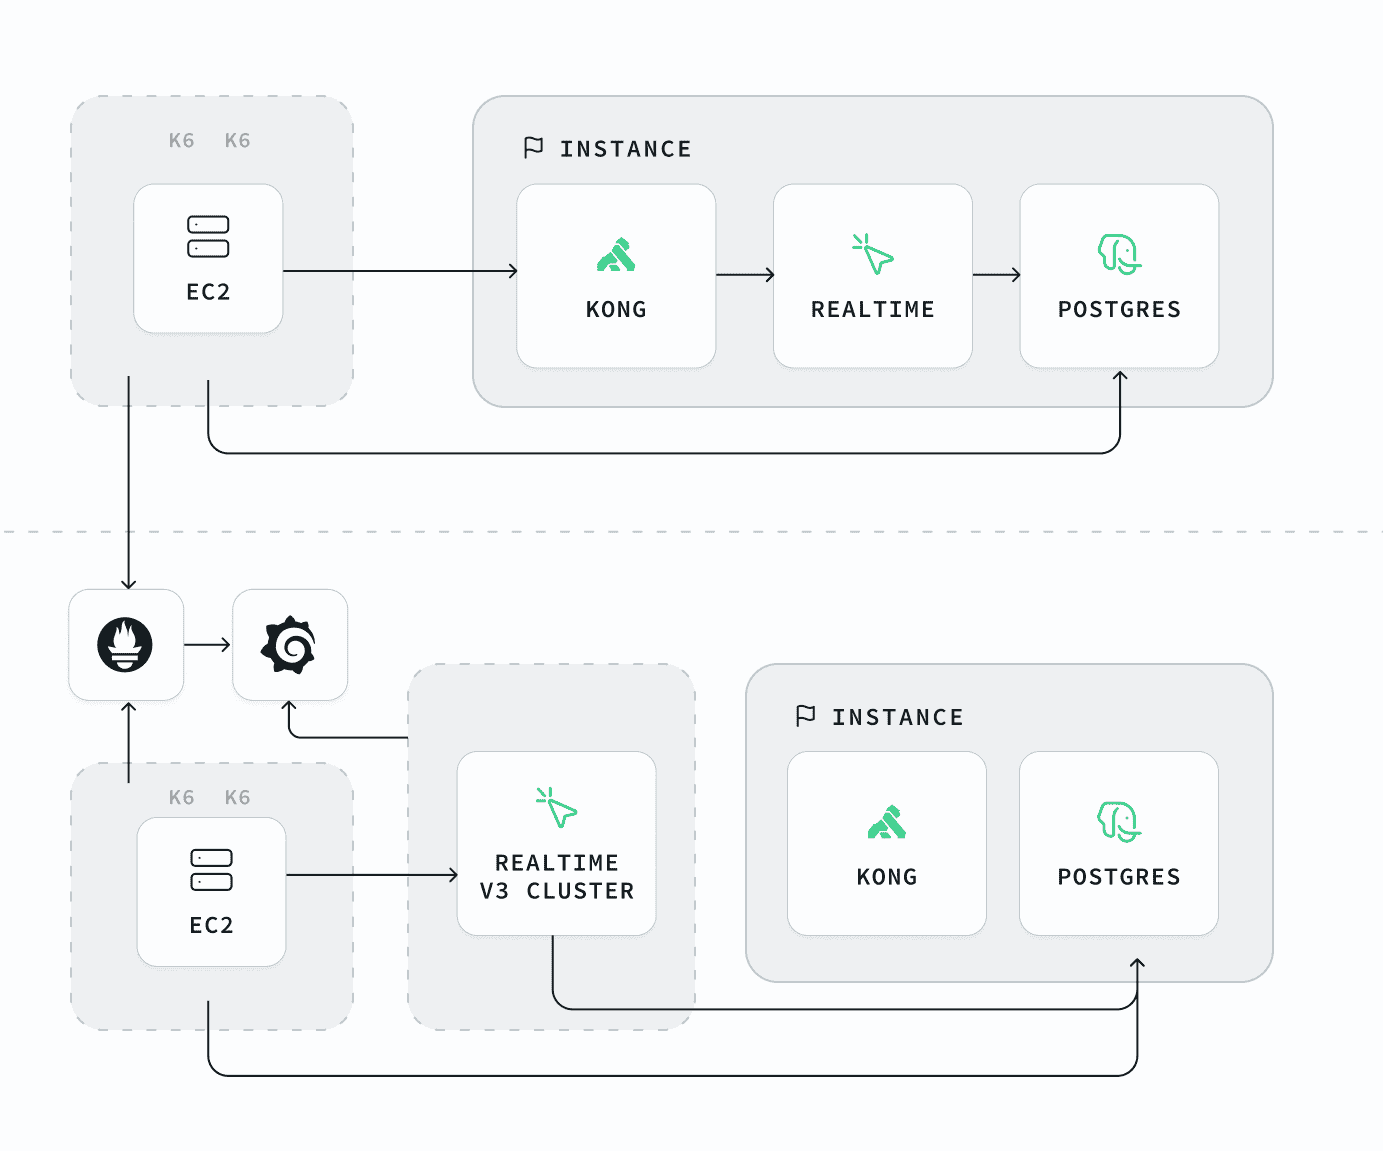 K6 K6
EC2
INSTANCE
KONG
REALTIME
POSTGRES
INSTANCE
K6 K6
EC2
REALTIME
V3 CLUSTER
KONG
POSTGRES